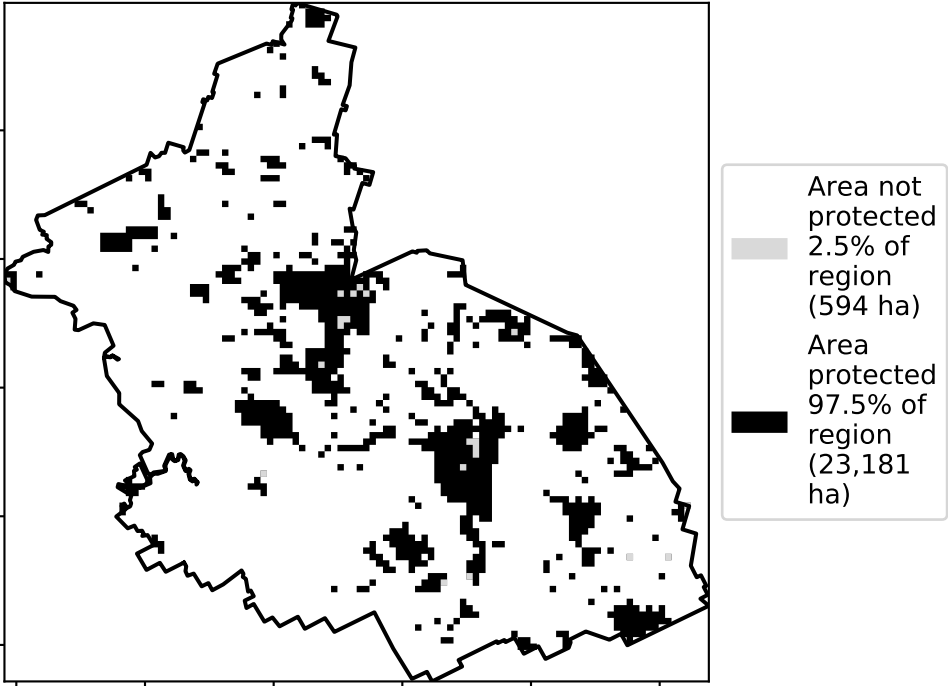 Area not
protected
2.5% of
region
(594 ha)
Area
protected
97.5% of
region
(23,181
ha)